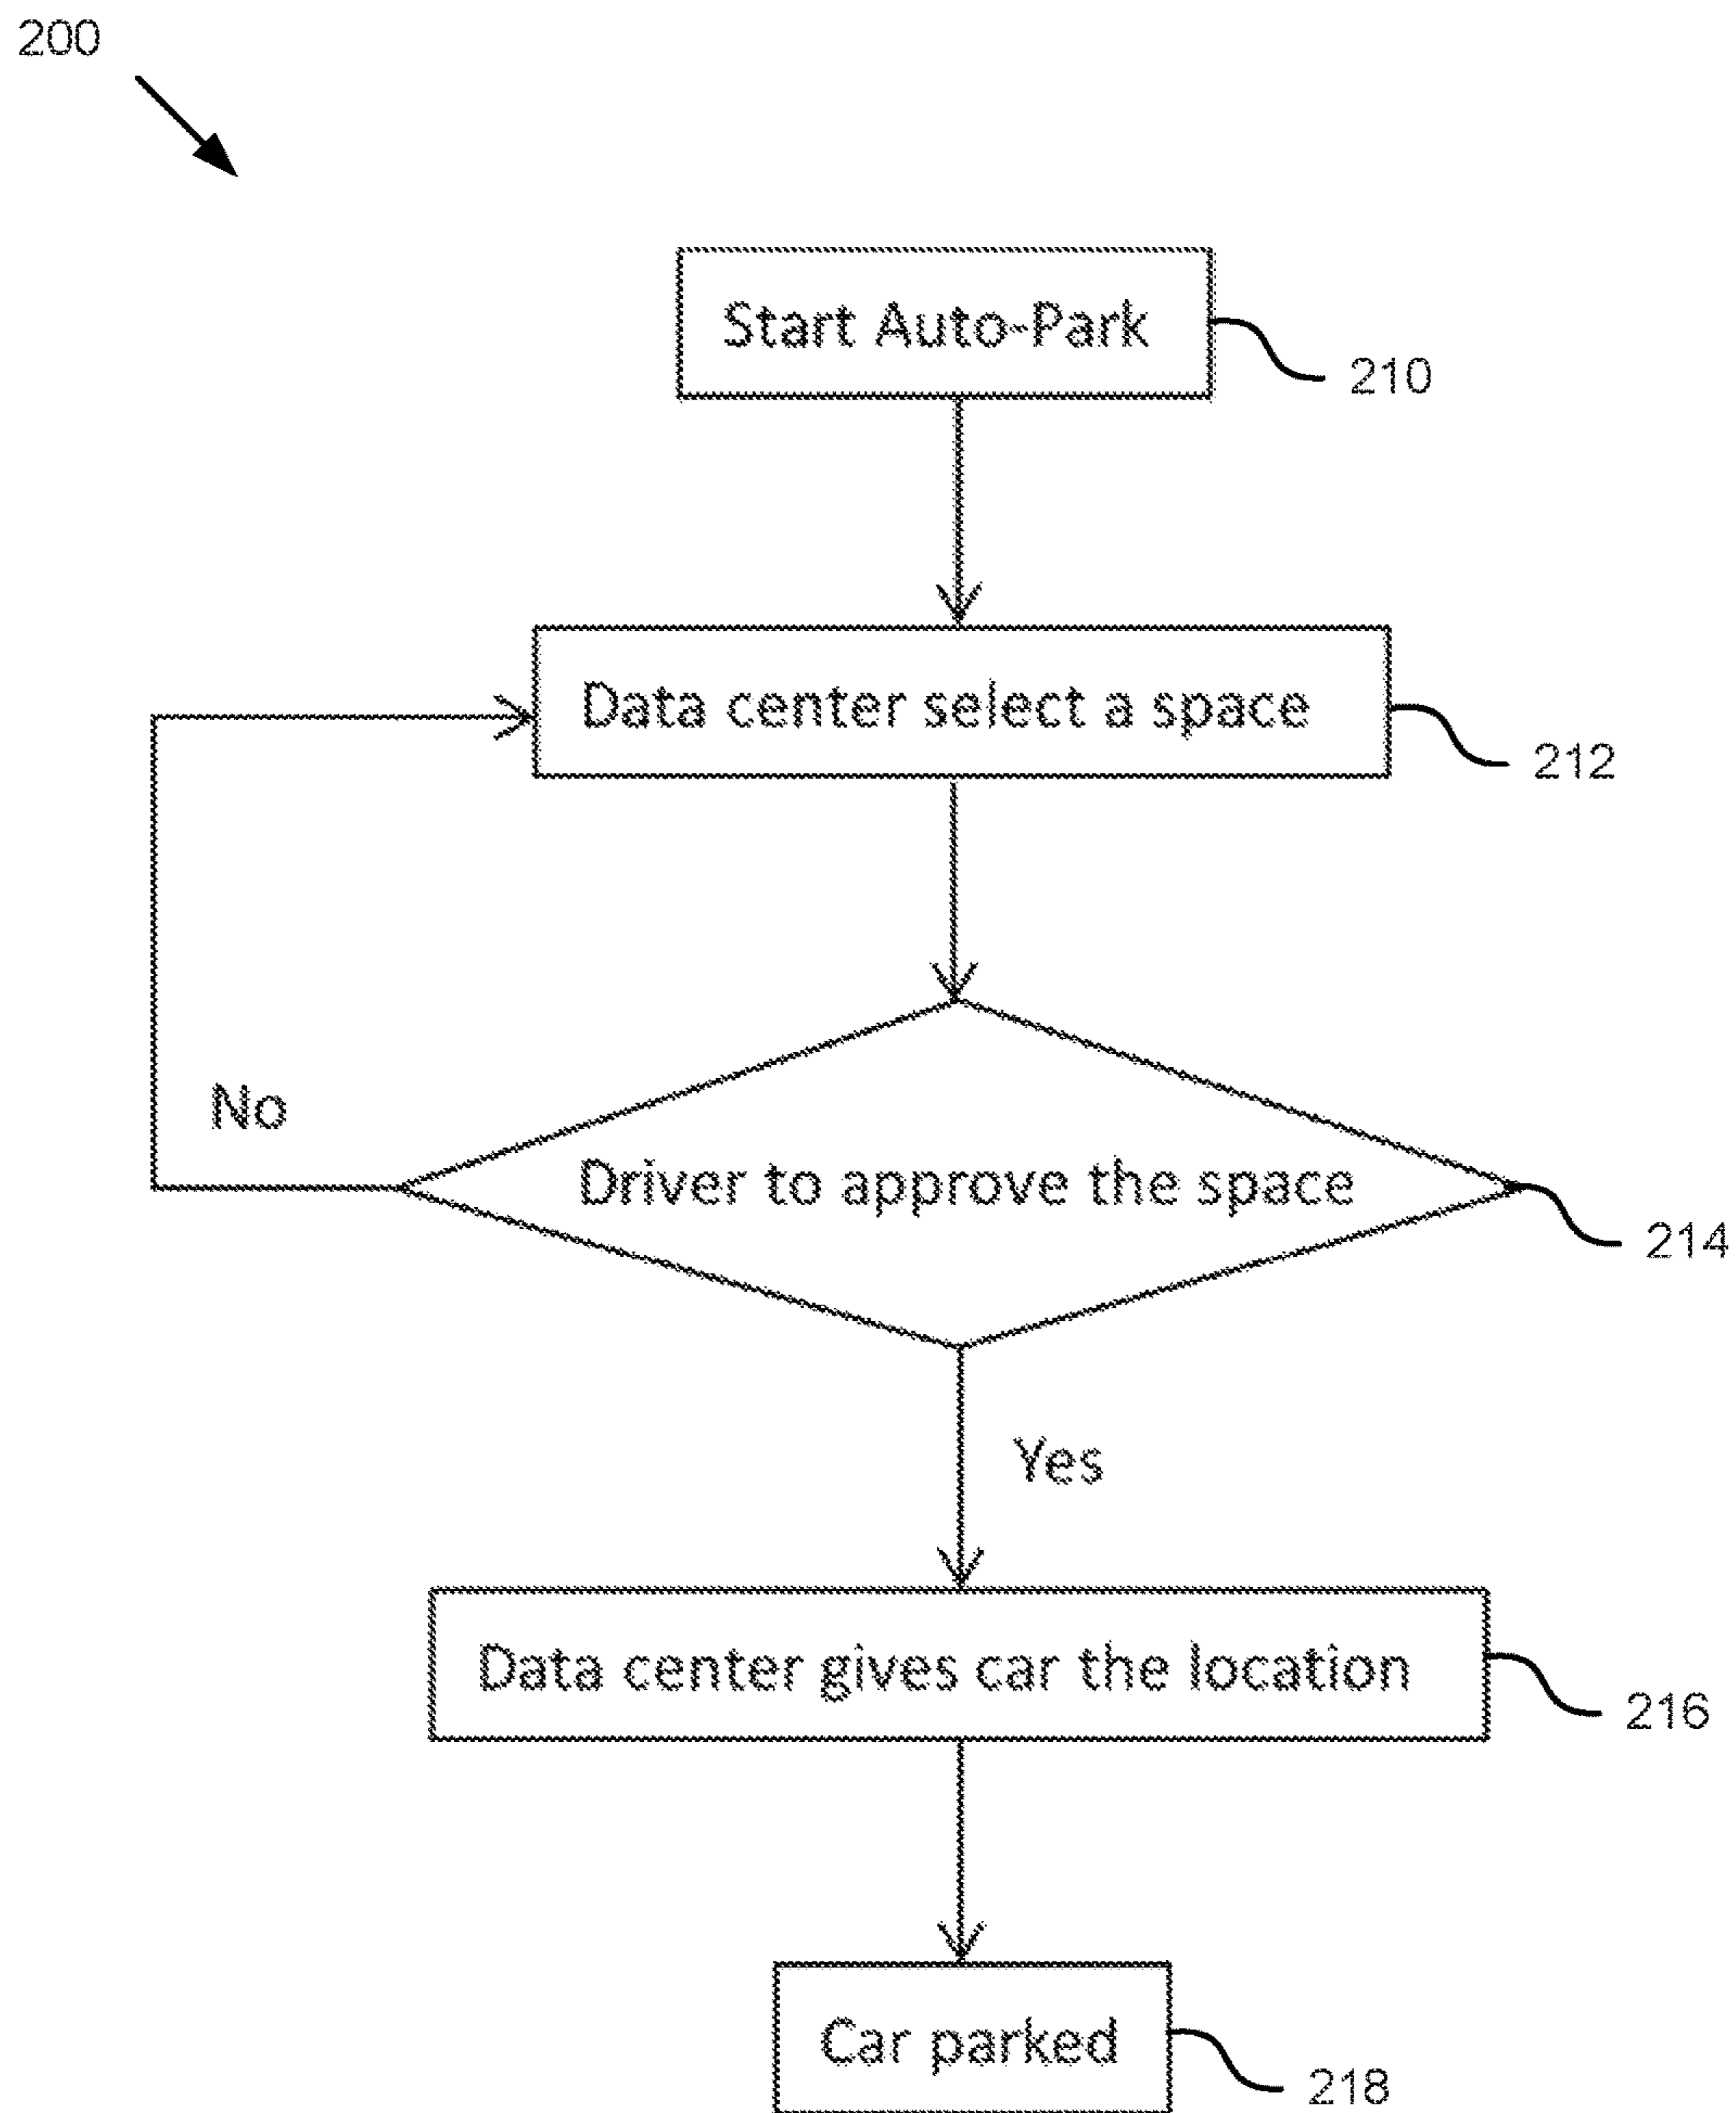 200
Start Auto-Park
210
Data center select a space
212
No
Driver to approve the space
214
Yes
Data center gives car the location
216
Car parked
218